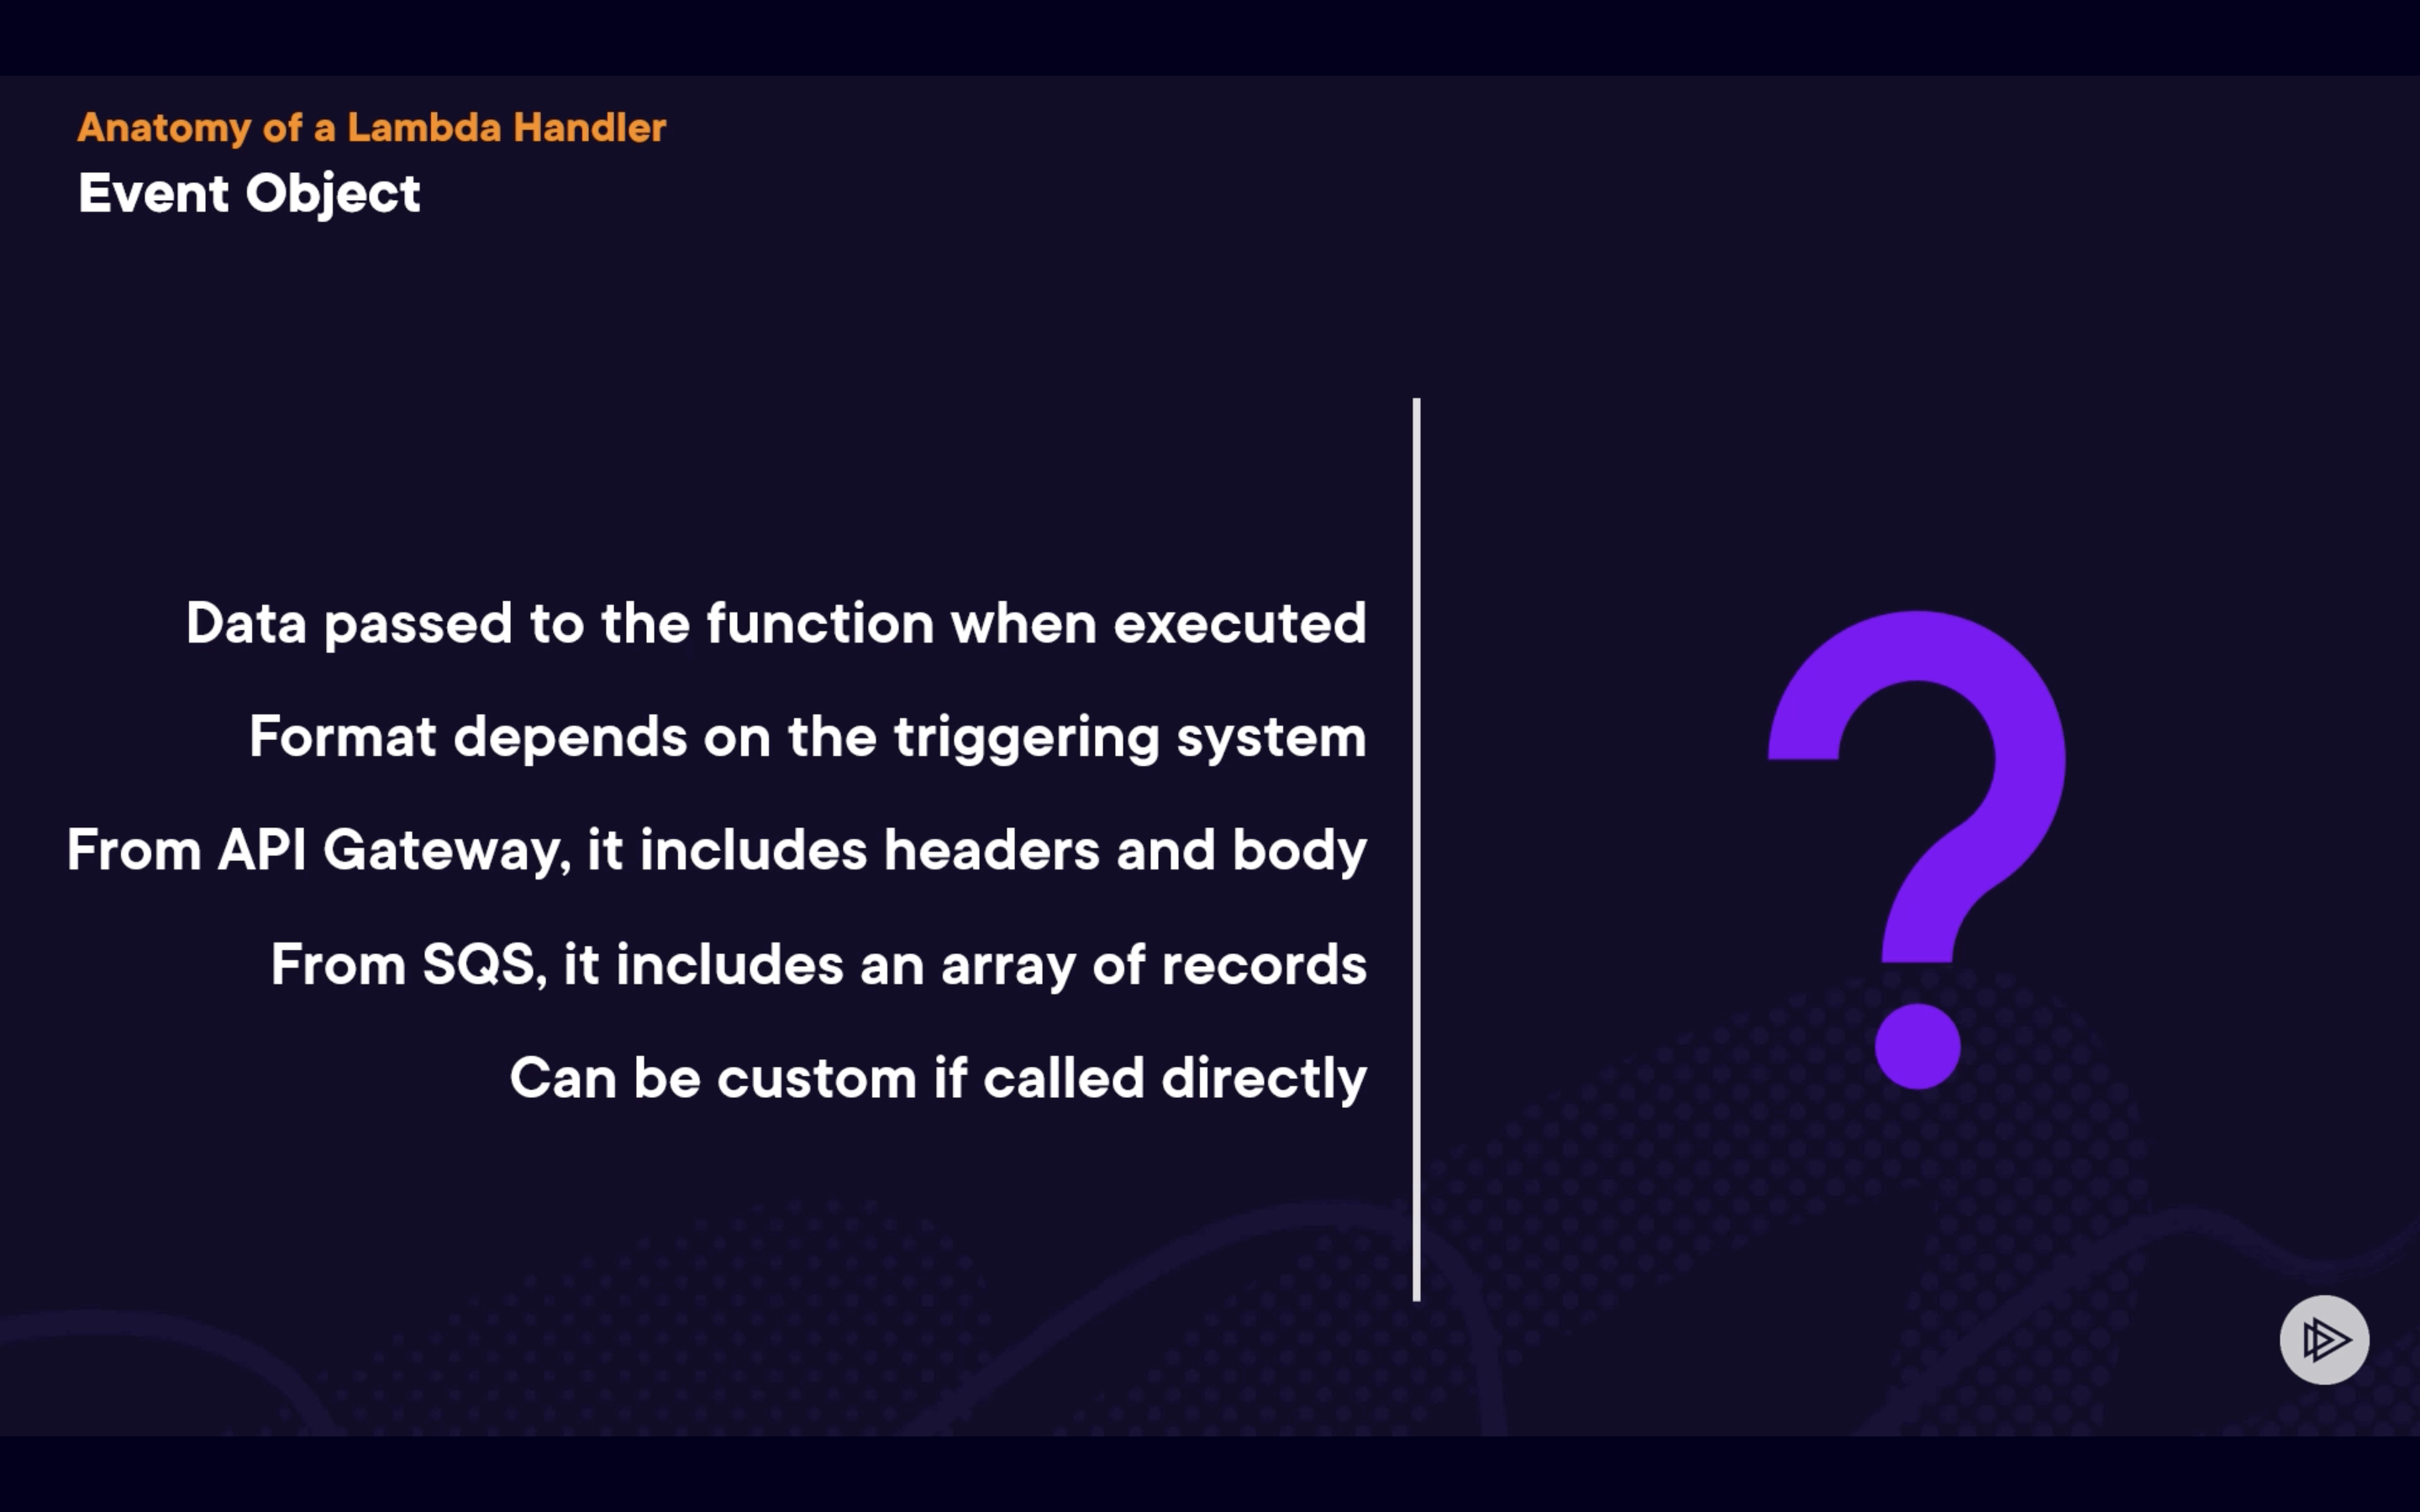 Anatomy of a Lambda Handler
Event Object
Data passed to the function when executed
Format depends on the triggering system
From API Gateway, it includes headers and body
From SQS, it includes an array of records
Can be custom if called directly
?